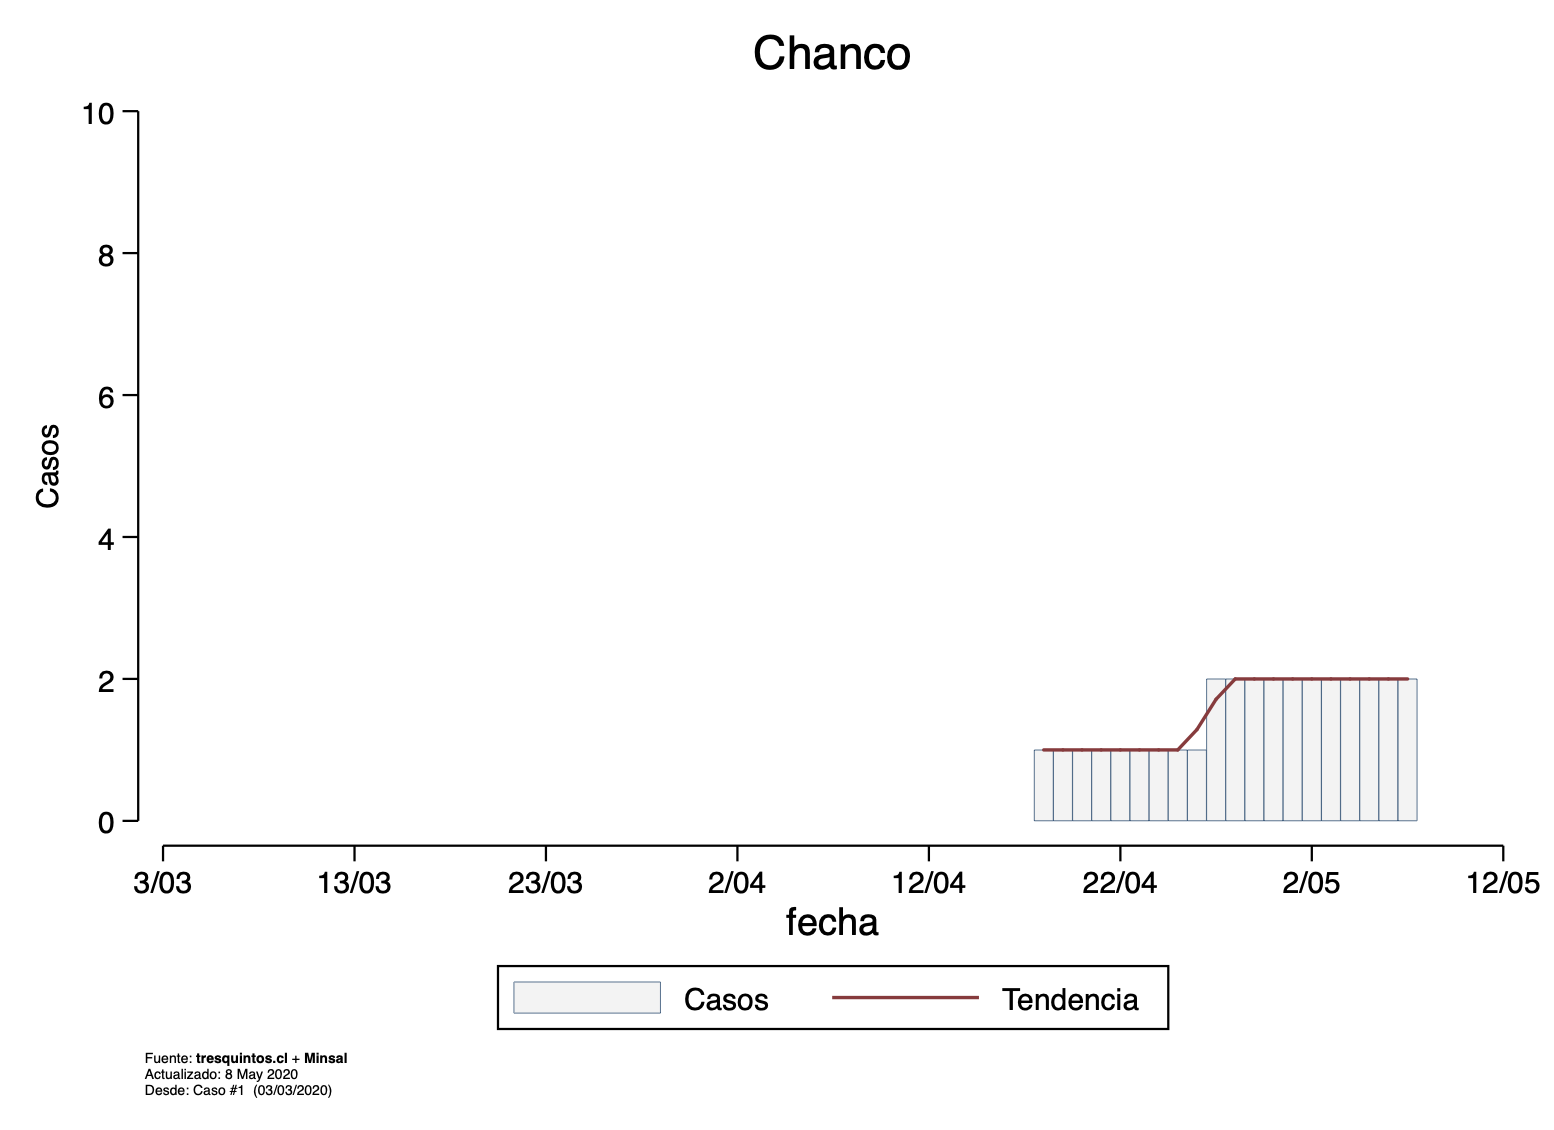 Chanco
10
8
6
4
2
0
Casos
3/03 13/03 23/03 2/04 12/04 22/04 2/05 12/05
fecha
Casos Tendencia
Fuente: tresquintos.cl + Minsal
Actualizado: 8 May 2020
Desde: Caso #1 (03/03/2020)